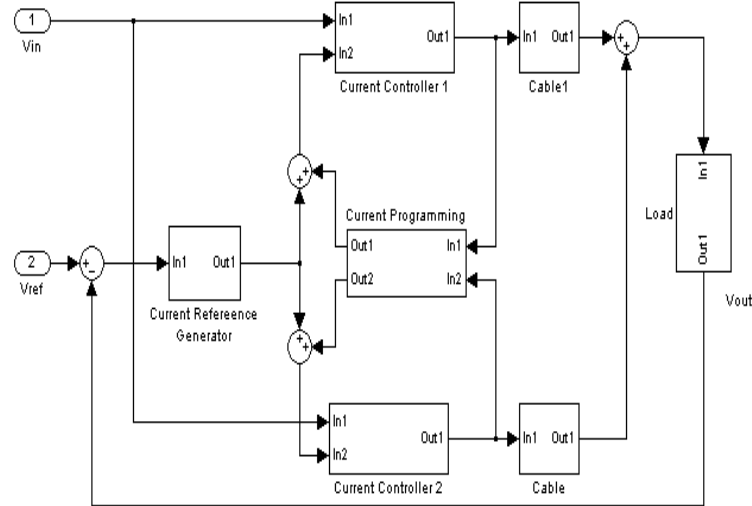 1
Vin
In1
In2
Out1
Current Controller 1
In1
Out1
Cable1
+
+
+
+
Current Programming
Out1
In1
Out2
In2
In1
Load
Out1
Vout
2
Vref
+
−
In1
Out1
Current Refereence
Generator
+
+
In1
In2
Out1
Current Controller 2
In1
Out1
Cable